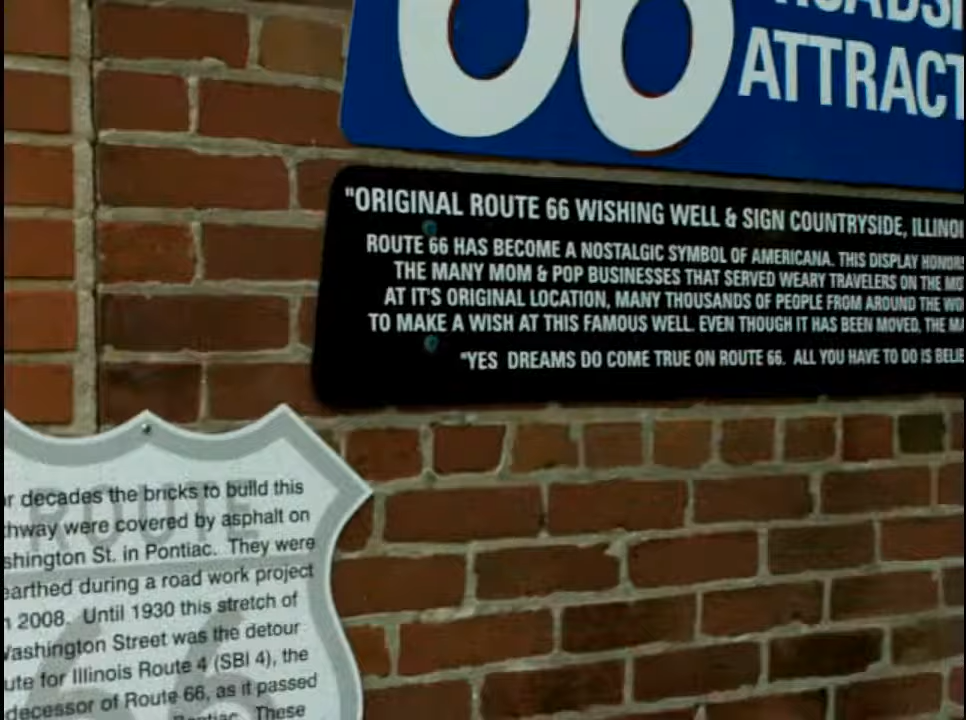 66
ATTRACT
"ORIGINAL ROUTE 66 WISHING WELL & SIGN COUNTRYSIDE, ILLINOI
ROUTE 66 HAS BECOME A NOSTALGIC SYMBOL OF AMERICANA. THIS DISPLAY HONORS
THE MANY MOM & POP BUSINESSES THAT SERVED WEARY TRAVELERS ON THE MO
AT IT'S ORIGINAL LOCATION, MANY THOUSANDS OF PEOPLE FROM AROUND THE WO
TO MAKE A WISH AT THIS FAMOUS WELL. EVEN THOUGH IT HAS BEEN MOVED, THE MA
"YES DREAMS DO COME TRUE ON ROUTE 66. ALL YOU HAVE TO DO IS BELIE
ROUTE
66
r decades the bricks to build this
thway were covered by asphalt on
shington St. in Pontiac. They were
earthed during a road work project
2008. Until 1930 this stretch of
Washington Street was the detour
ute for Illinois Route 4 (SBI 4), the
decessor of Route 66, as it passed
Pontiac. These